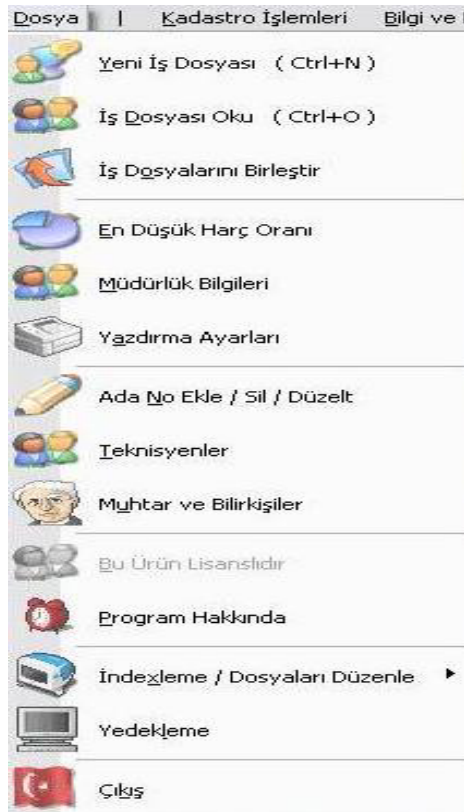 Dosya | Kadastro İşlemleri Bilgi ve
Yeni İş Dosyası ( Ctrl+N )
İş Dosyası Oku ( Ctrl+O )
İş Dosyalarını Birleştir
En Düşük Harç Oranı
Müdürlük Bilgileri
Yazdırma Ayarları
Ada No Ekle / Sil / Düzelt
Teknisyenler
Muhtar ve Bilirkişiler
Bu Ürün Lisanslıdır
Program Hakkında
İndexleme / Dosyaları Düzenle
Yedekleme
Çıkış